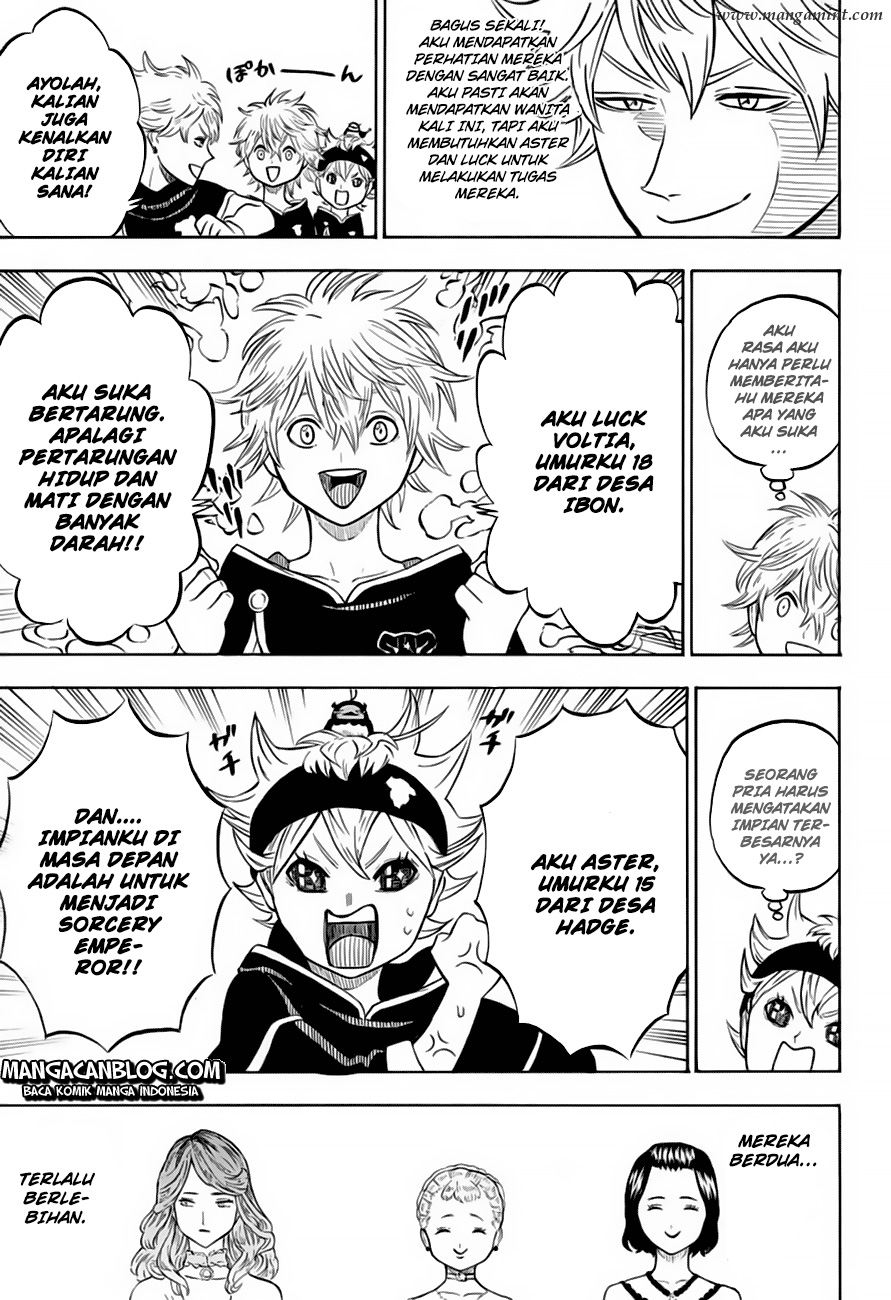 www.mangamint.com
BAGUS SEKALI!
AKU MENDAPATKAN
PERHATIAN MEREKA
DENGAN SANGAT BAIK.
AKU PASTI AKAN
MENDAPATKAN WANITA
KALI INI, TAPI AKU
MEMBUTUHKAN ASTER
DAN LUCK UNTUK
MELAKUKAN TUGAS
MEREKA.
ぽかーん
AYOLAH,
KALIAN
JUGA
KENALKAN
DIRI
KALIAN
SANA!
AKU
RASA AKU
HANYA PERLU
MEMBERITA-
HU MEREKA
APA YANG
AKU SUKA
...
AKU LUCK
VOLTIA,
UMURKU 18
DARI DESA
IBON.
AKU SUKA
BERTARUNG.
APALAGI
PERTARUNGAN
HIDUP DAN
MATI DENGAN
BANYAK
DARAH!!
SEORANG
PRIA HARUS
MENGATAKAN
IMPIAN TER-
BESARNYA
YA...?
AKU ASTER,
UMURKU 15
DARI DESA
HADGE.
ガチ
ガチ
DAN....
IMPIANKU DI
MASA DEPAN
ADALAH UNTUK
MENJADI
SORCERY
EMPE-
ROR!!
MANGACANBLOG.COM
BACA KOMIK MANGA INDONESIA
MEREKA
BERDUA...
TERLALU
BERLE-
BIHAN.